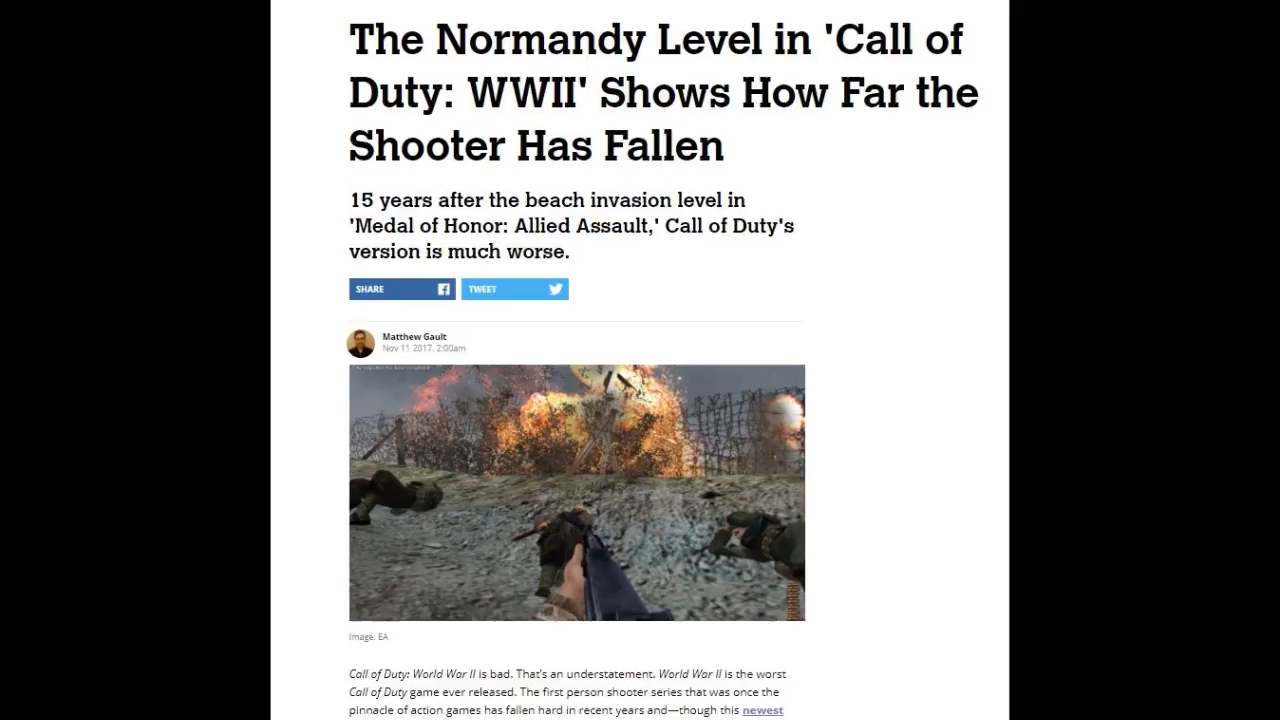 The Normandy Level in 'Call of
Duty: WWII' Shows How Far the
Shooter Has Fallen
15 years after the beach invasion level in
'Medal of Honor: Allied Assault,' Call of Duty's
version is much worse.
SHARE
TWEET
Matthew Gault
Nov 11 2017, 2:00am
Image: EA
Call of Duty: World War II is bad. That's an understatement. World War II is the worst
Call of Duty game ever released. The first person shooter series that was once the
pinnacle of action games has fallen hard in recent years and—though this newest